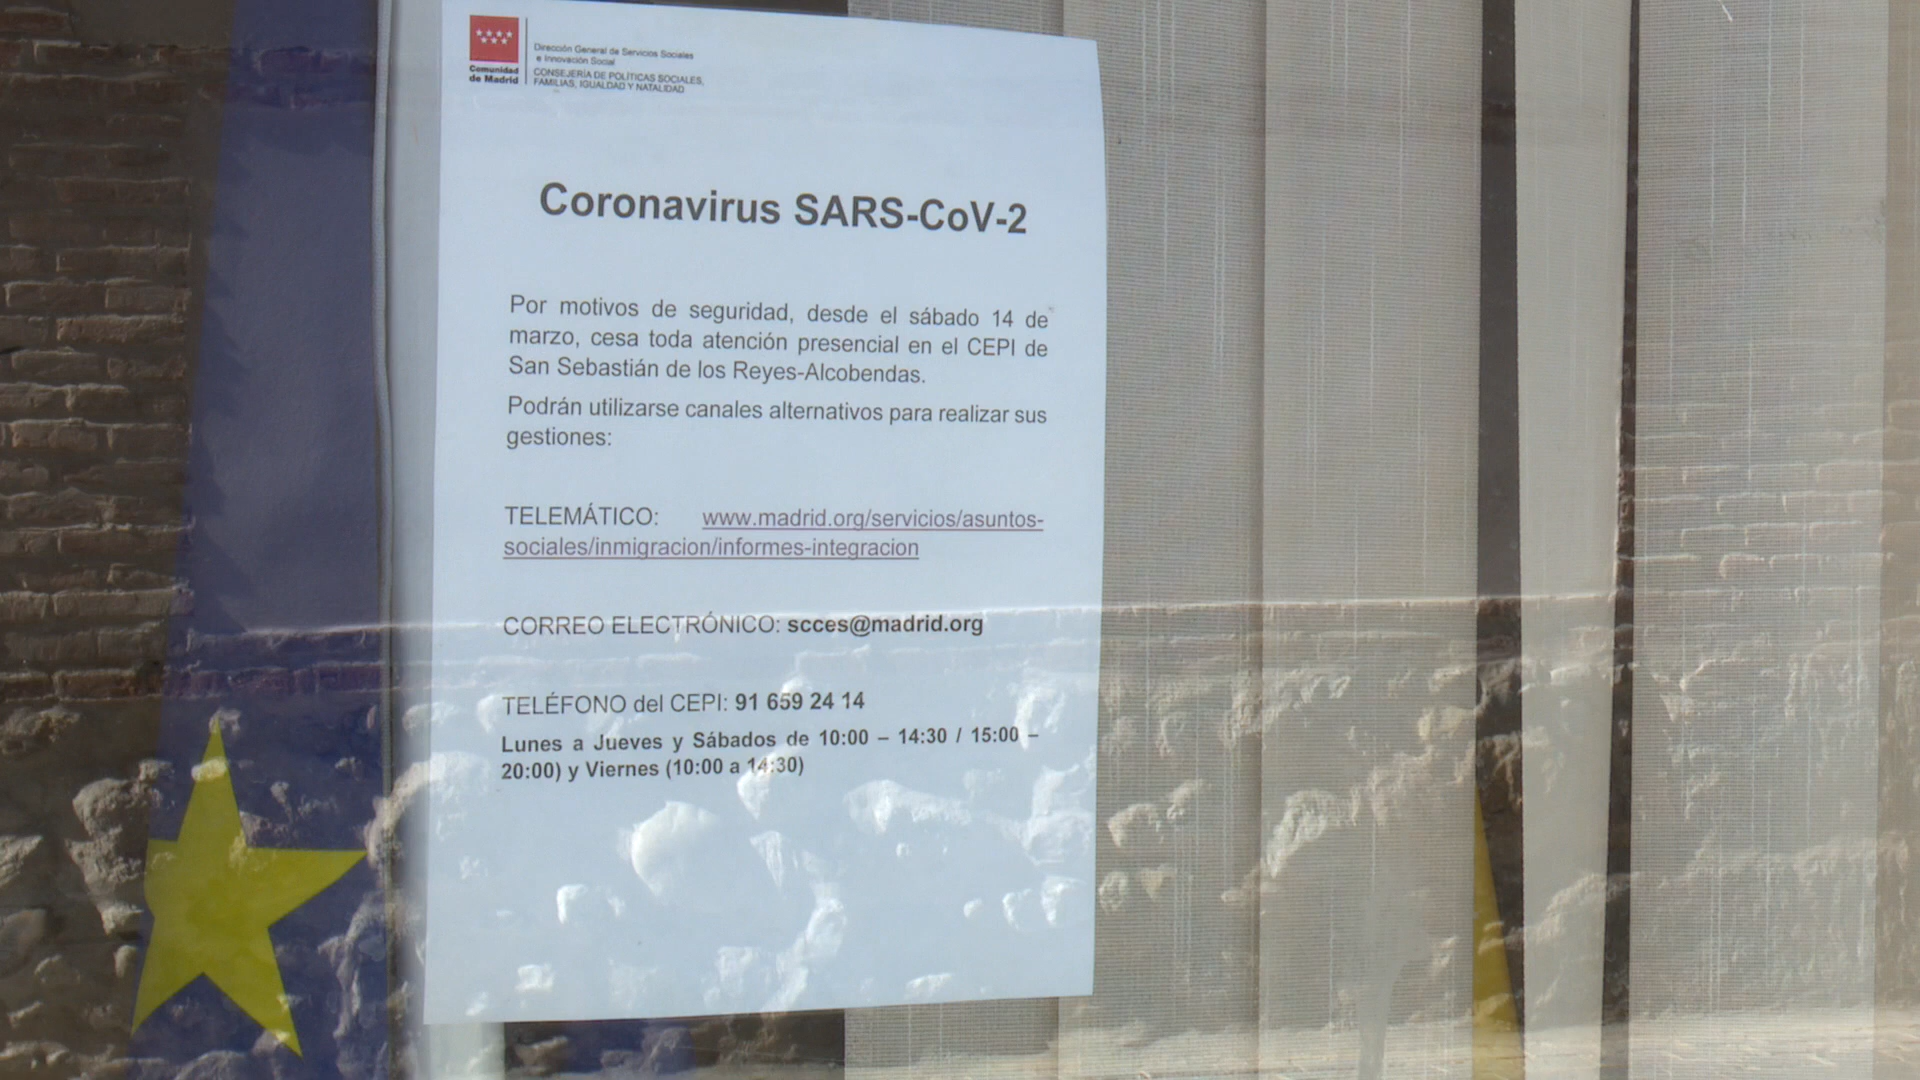 Comunidad
de Madrid
Dirección General de Servicios Sociales
e Innovación Social
CONSEJERÍA DE POLÍTICAS SOCIALES,
FAMILIAS, IGUALDAD Y NATALIDAD
Coronavirus SARS-CoV-2
Por motivos de seguridad, desde el sábado 14 de
marzo, cesa toda atención presencial en el CEPI de
San Sebastián de los Reyes-Alcobendas.
Podrán utilizarse canales alternativos para realizar sus
gestiones:
TELEMÁTICO: www.madrid.org/servicios/asuntos-
sociales/inmigracion/informes-integracion
CORREO ELECTRÓNICO: scces@madrid.org
TELÉFONO del CEPI: 91 659 24 14
Lunes a Jueves y Sábados de 10:00 – 14:30 / 15:00 –
20:00) y Viernes (10:00 a 14:30)